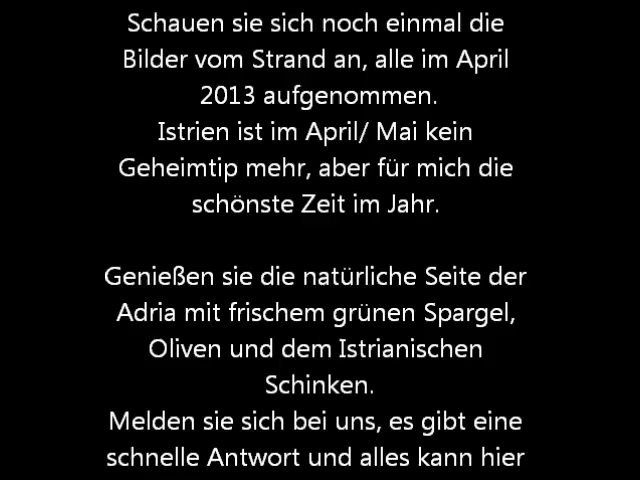 Schauen sie sich noch einmal die
Bilder vom Strand an, alle im April
2013 aufgenommen.
Istrien ist im April/ Mai kein
Geheimtip mehr, aber für mich die
schönste Zeit im Jahr.
Genießen sie die natürliche Seite der
Adria mit frischem grünen Spargel,
Oliven und dem Istrianischen
Schinken.
Melden sie sich bei uns, es gibt eine
schnelle Antwort und alles kann hier